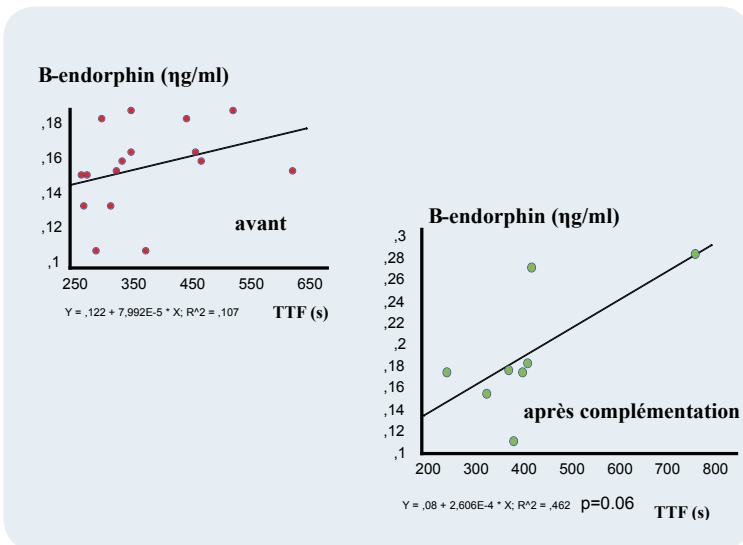 B-endorphin (ηg/ml)
,18
,16
,14
,12
,1
avant
250 350 450 550 650
Y = ,122 + 7,992E-5 * X; R^2 = ,107 TTF (s)
B-endorphin (ηg/ml)
,3
,28
,26
,24
,22
,2
,18
,16
,14
,12
,1
après complémentation
200 300 400 500 600 700 800
Y = ,08 + 2,606E-4 * X; R^2 = ,462 p=0.06 TTF (s)